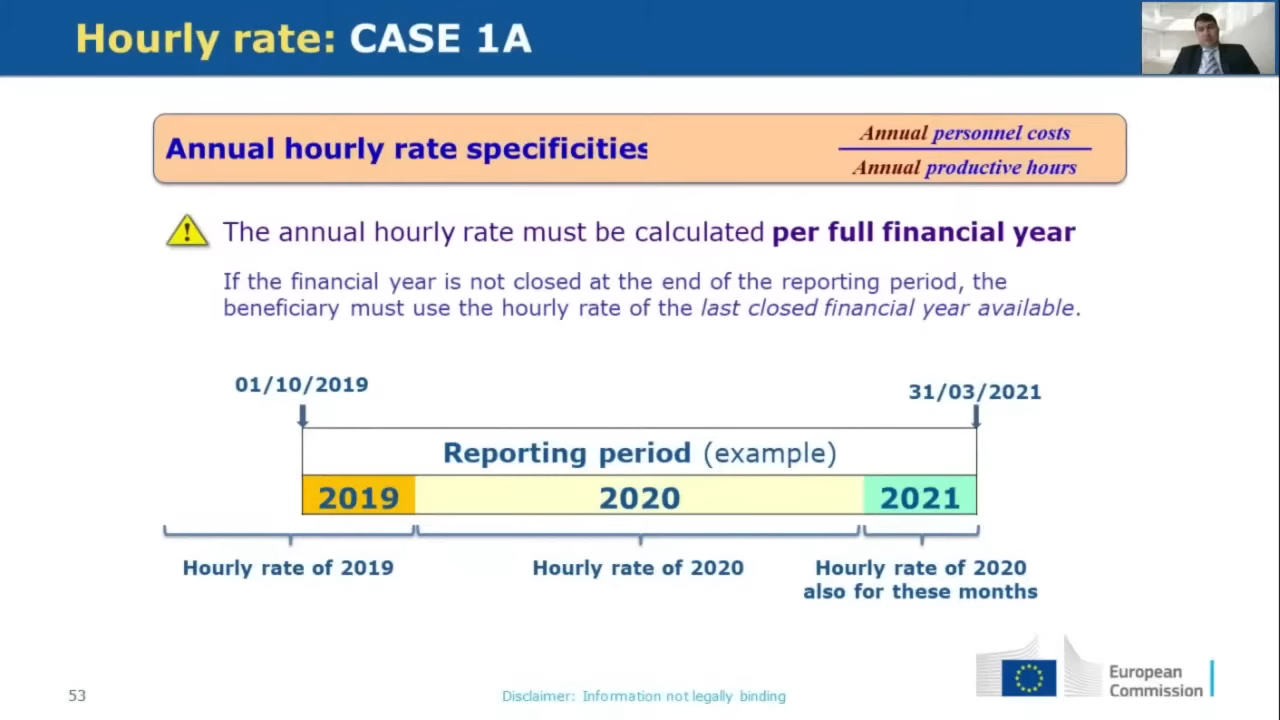 Hourly rate: CASE 1A
Annual hourly rate specificities
Annual personnel costs
Annual productive hours
! The annual hourly rate must be calculated per full financial year
If the financial year is not closed at the end of the reporting period, the
beneficiary must use the hourly rate of the last closed financial year available.
01/10/2019
31/03/2021
Reporting period (example)
2019 2020 2021
Hourly rate of 2019
Hourly rate of 2020
Hourly rate of 2020
also for these months
European
Commission
53
Disclaimer: Information not legally binding